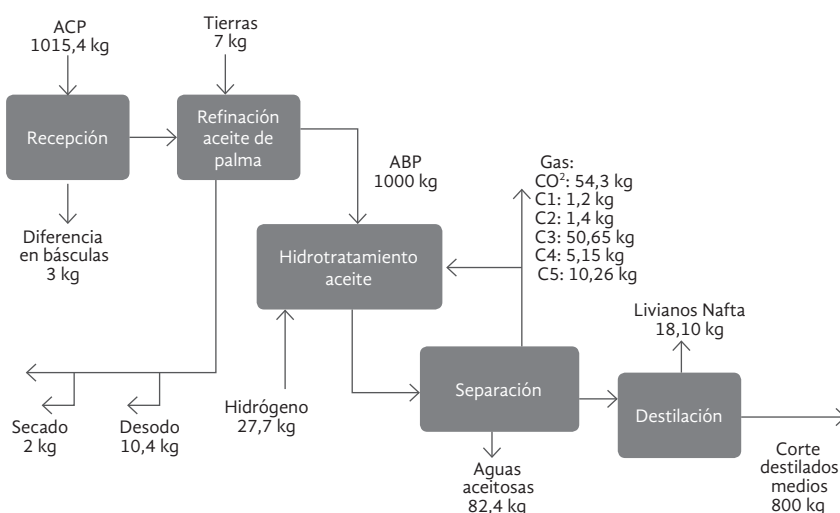 ACP
1015,4 kg
Tierras
7 kg
Recepción
Refinación
aceite de
palma
ABP
1000 kg
Gas:
CO²: 54,3 kg
C1: 1,2 kg
C2: 1,4 kg
C3: 50,65 kg
C4: 5,15 kg
C5: 10,26 kg
Diferencia
en básculas
3 kg
Hidrotratamiento
aceite
Livianos Nafta
18,10 kg
Separación
Destilación
Secado
2 kg
Desodo
10,4 kg
Hidrógeno
27,7 kg
Aguas
aceitosas
82,4 kg
Corte
destilados
medios
800 kg